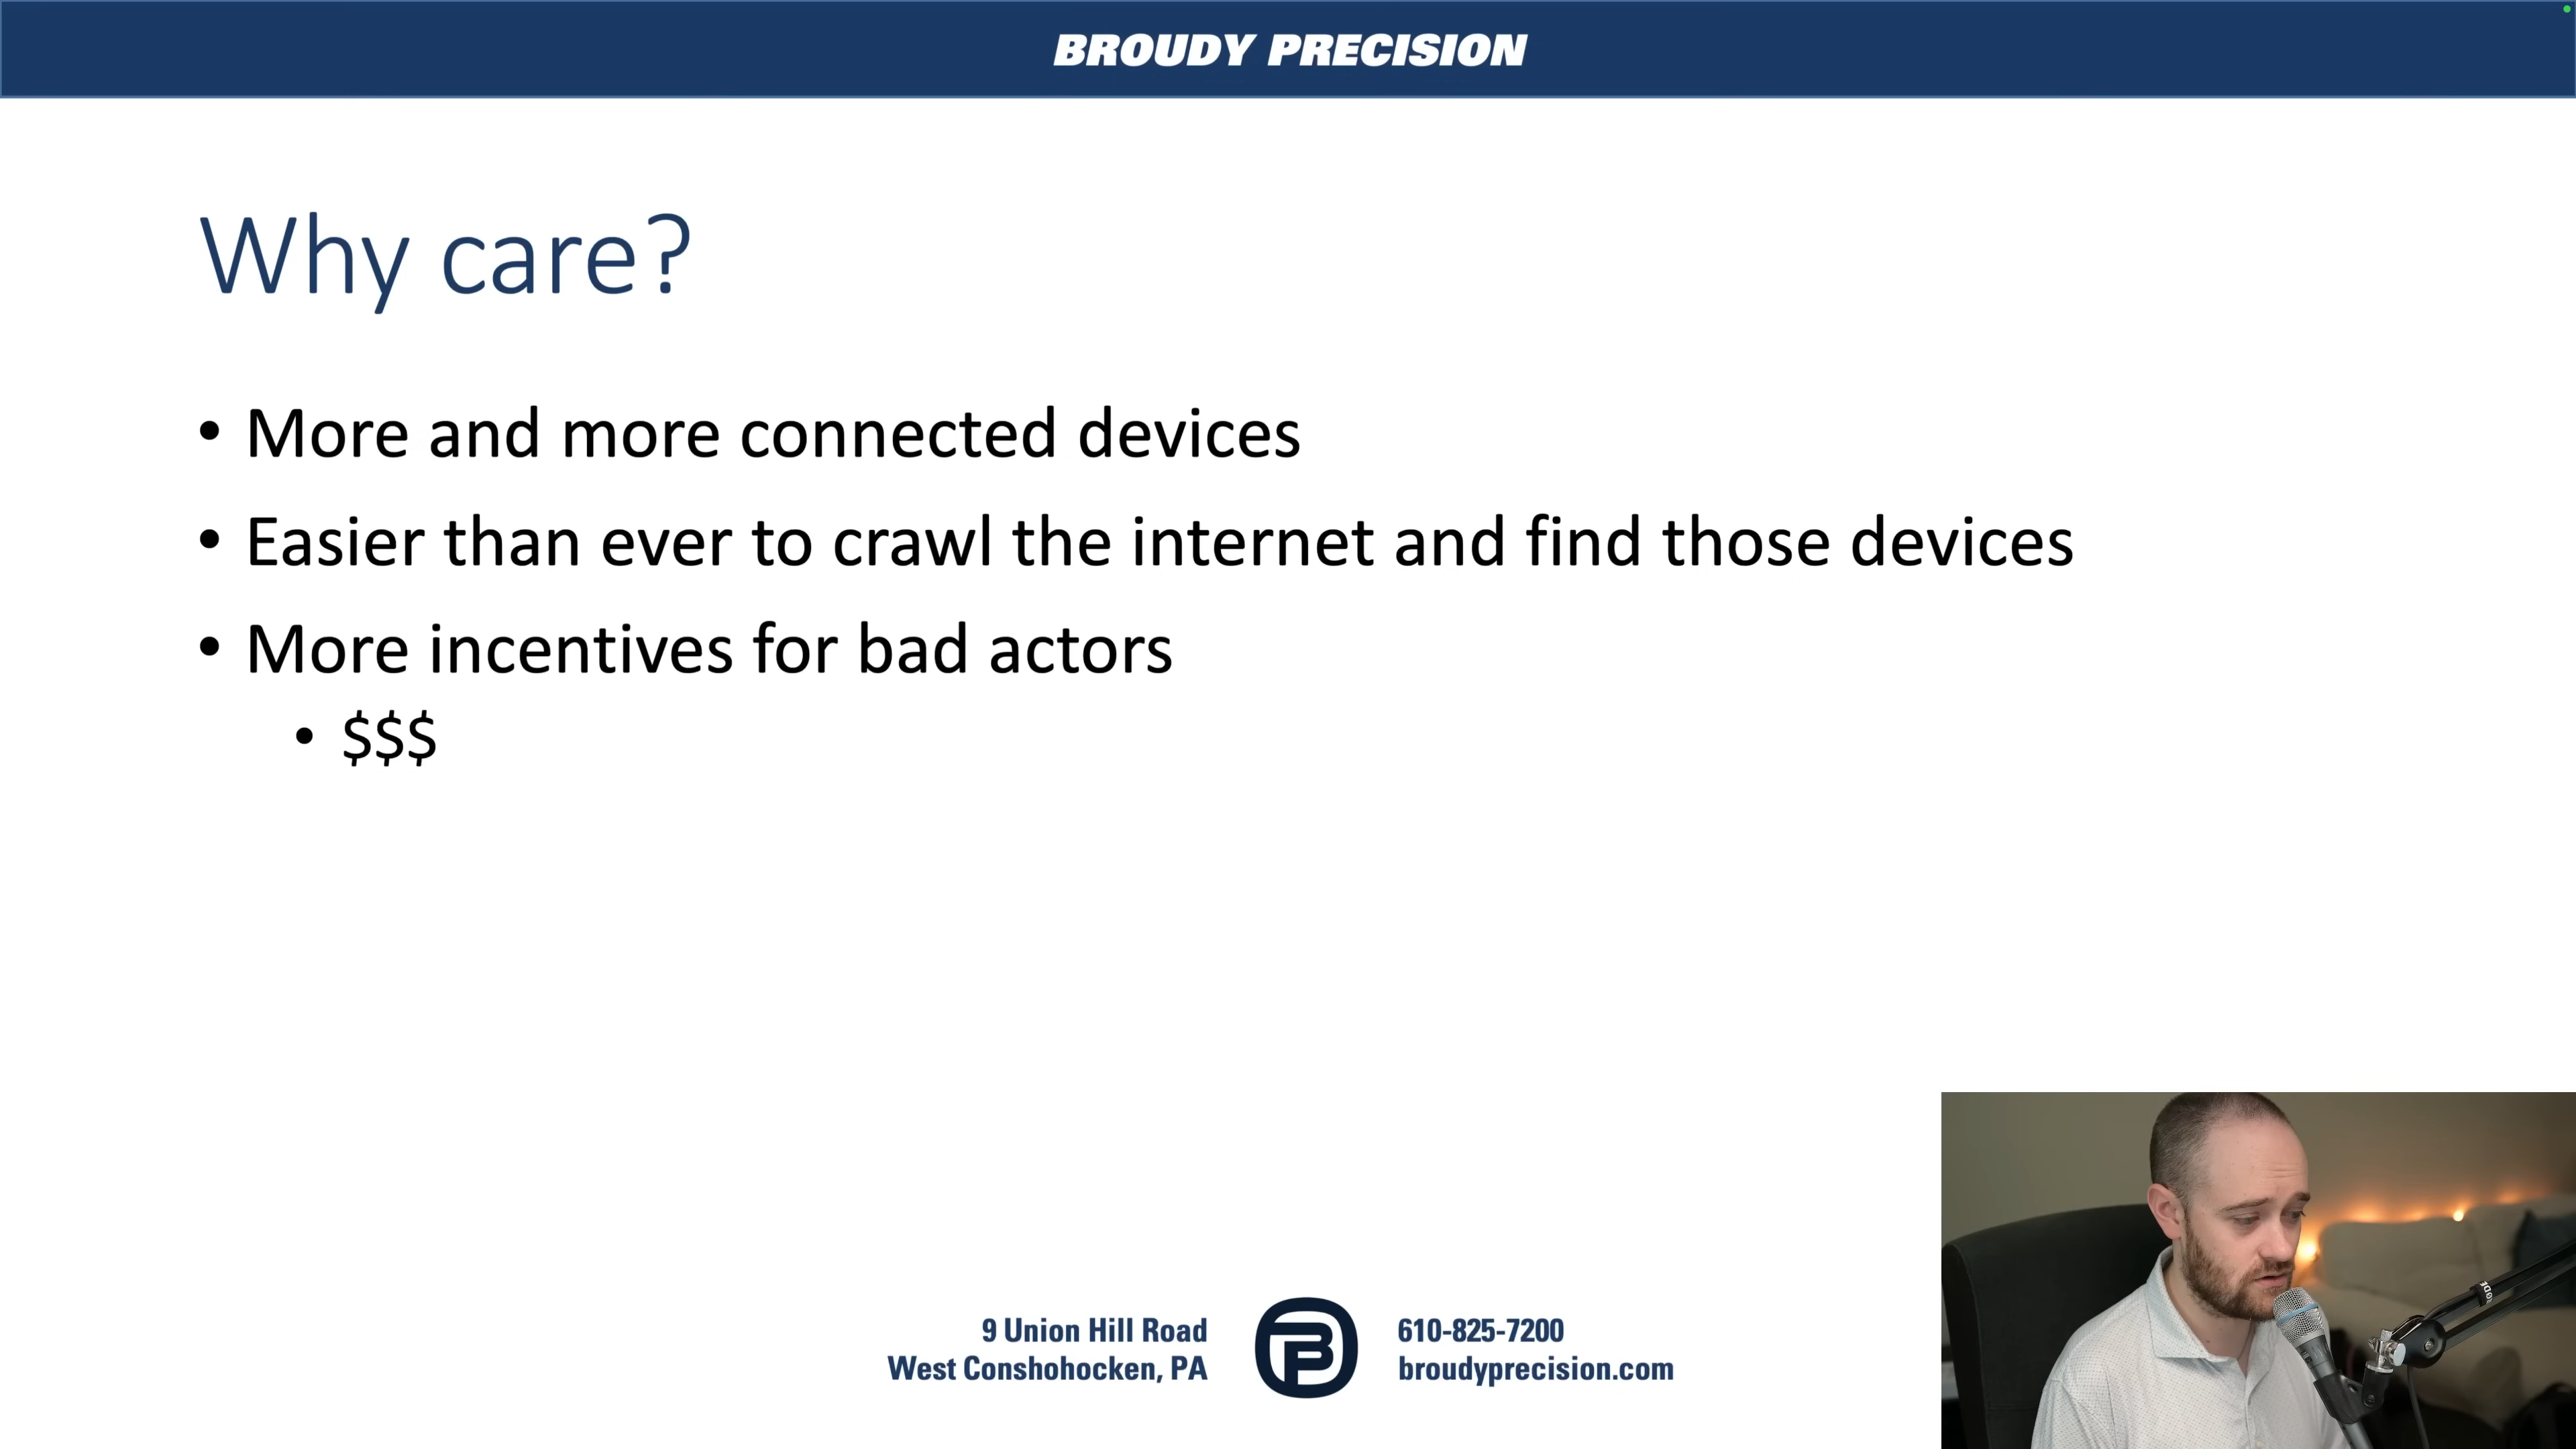 BROUDY PRECISION
Why care?
• More and more connected devices
• Easier than ever to crawl the internet and find those devices
• More incentives for bad actors
• $$$
9 Union Hill Road
West Conshohocken, PA
610-825-7200
broudyprecision.com
RODE